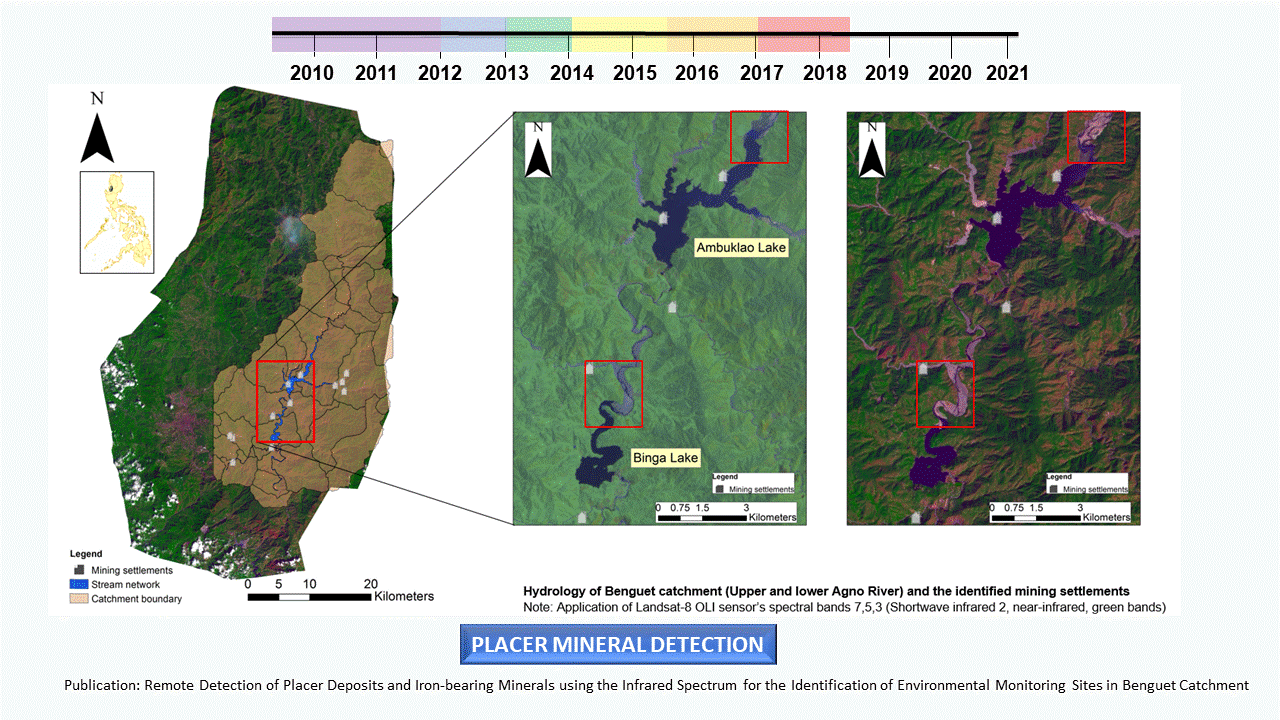 2010 2011 2012 2013 2014 2015 2016 2017 2018 2019 2020 2021
N
N
N
Ambuklao Lake
Binga Lake
Legend
Mining settlements
0 0.75 1.5 3
Kilometers
Legend
Mining settlements
0 0.75 1.5 3
Kilometers
Legend
Mining settlements
Stream network
Catchment boundary
0 5 10 20
Kilometers
Hydrology of Benguet catchment (Upper and lower Agno River) and the identified mining settlements
Note: Application of Landsat-8 OLI sensor's spectral bands 7,5,3 (Shortwave infrared 2, near-infrared, green bands)
PLACER MINERAL DETECTION
Publication: Remote Detection of Placer Deposits and Iron-bearing Minerals using the Infrared Spectrum for the Identification of Environmental Monitoring Sites in Benguet Catchment